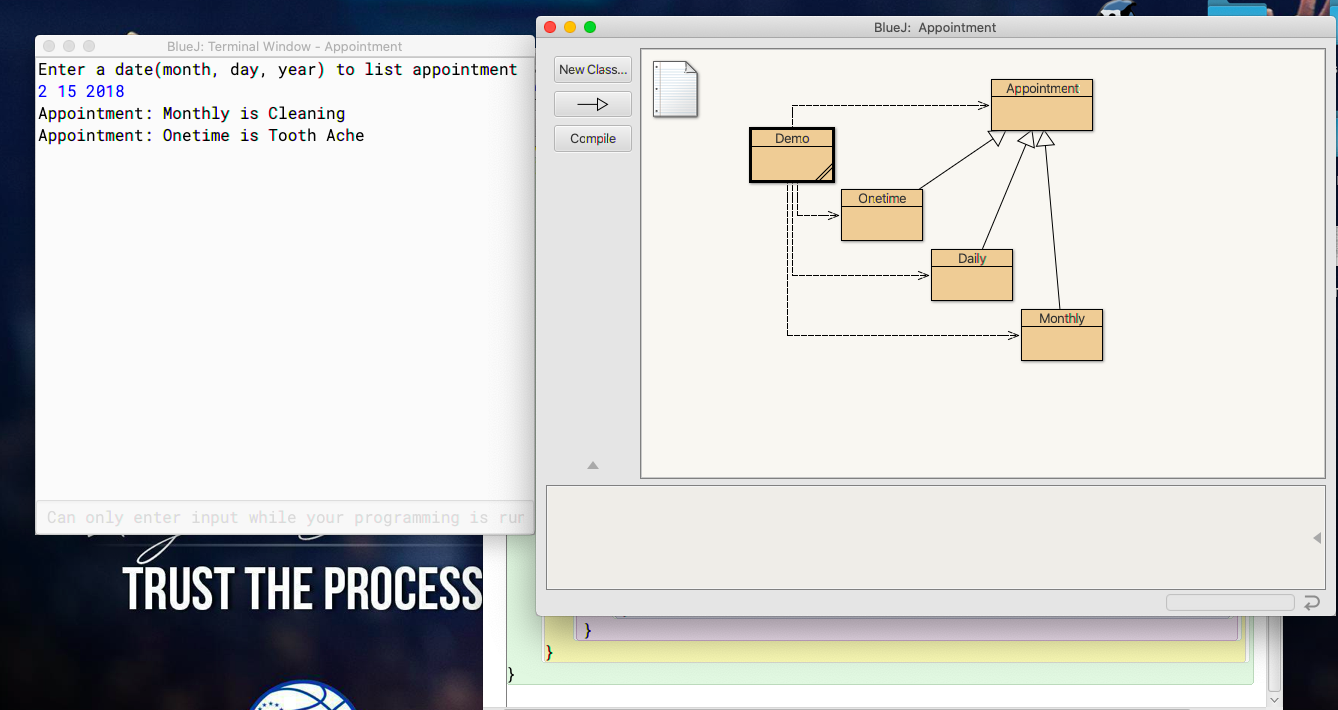 BlueJ: Terminal Window - Appointment
Enter a date(month, day, year) to list appointment
2 15 2018
Appointment: Monthly is Cleaning
Appointment: Onetime is Tooth Ache
Can only enter input while your programming is run
TRUST THE PROCESS
BlueJ: Appointment
New Class...
Compile
Appointment
Demo
Onetime
Daily
Monthly
}
}
}